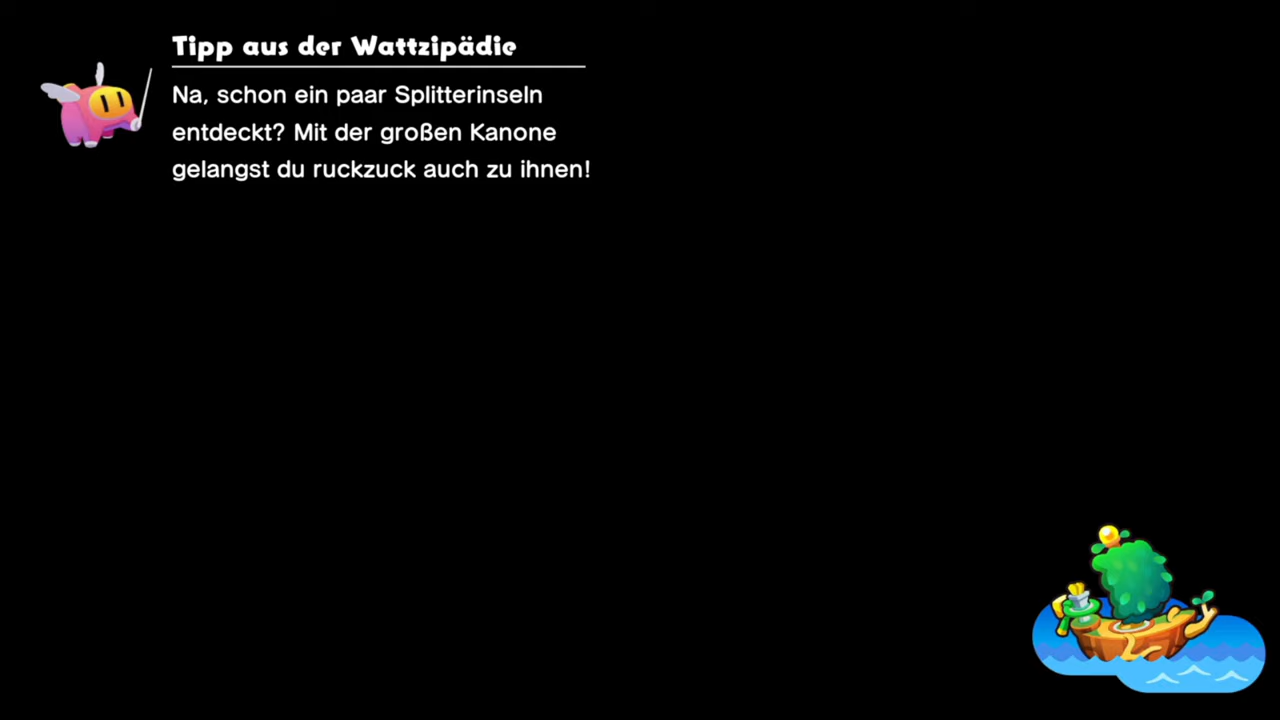 Tipp aus der Wattzipädie
Na, schon ein paar Splitterinseln
entdeckt? Mit der großen Kanone
gelangst du ruckzuck auch zu ihnen!